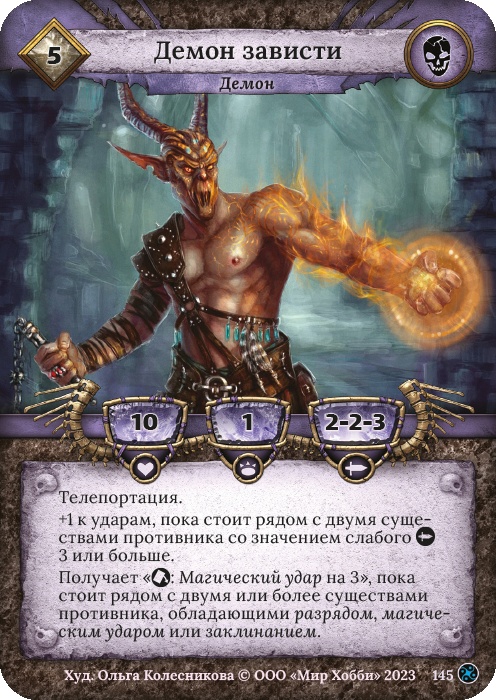 5
Демон зависти
Демон
10
1
2-2-3
Телепортация.
+1 к ударам, пока стоит рядом с двумя суще-
ствами противника со значением слабого
3 или больше.
Получает «: Магический удар на 3», пока
стоит рядом с двумя или более существами
противника, обладающими разрядом, магиче-
ским ударом или заклинанием.
Худ. Ольга Колесникова © ООО «Мир Хобби» 2023
145